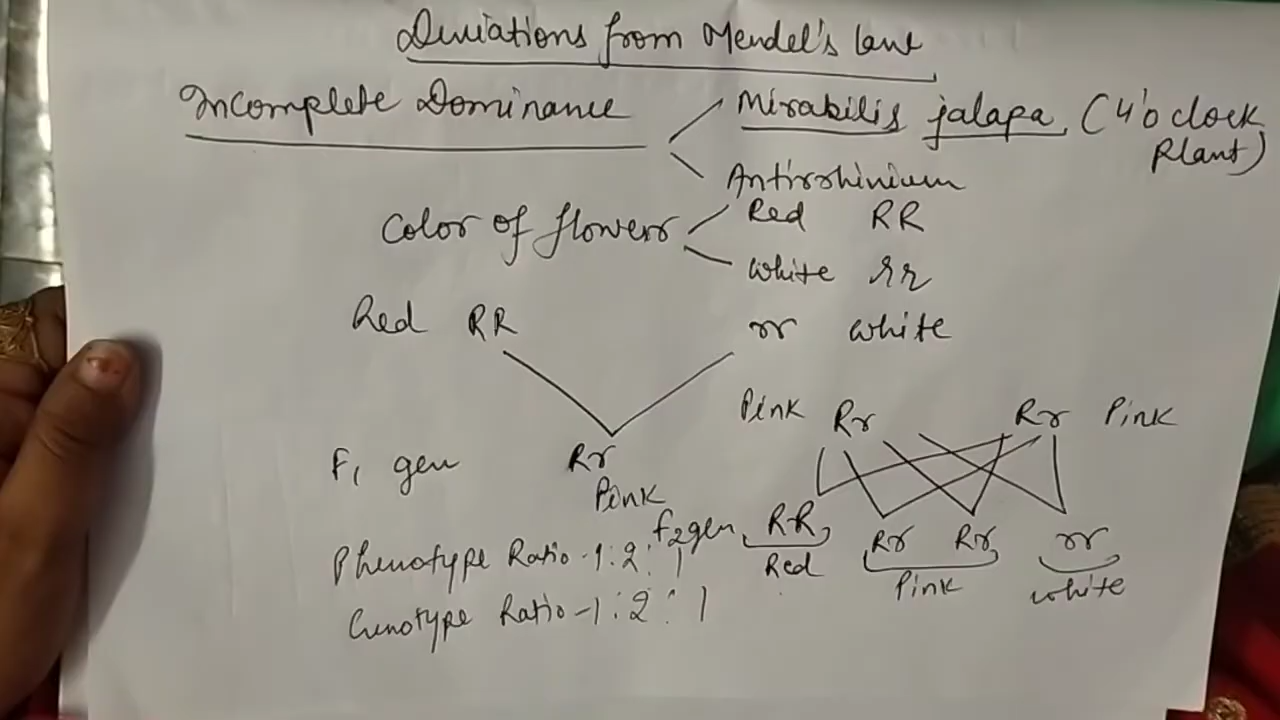 Deviations from Mendel's law
Incomplete Dominance
Mirabilis jalapa (4'o clock Plant)
Antirrhinium
Color of flowers
Red RR
white rr
Red RR
rr white
F1 gen
Rr
Pink
Pink Rr
Rr Pink
F2 gen
RR
Rr Rr
rr
Red
Pink
white
Phenotype Ratio - 1:2:1
Genotype Ratio - 1:2:1